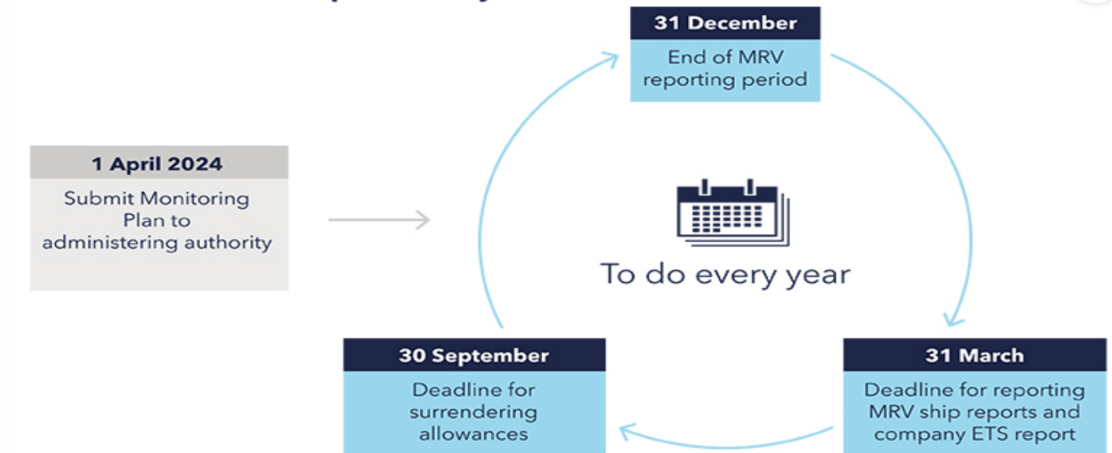 31 December
End of MRV
reporting period
1 April 2024
Submit Monitoring
Plan to
administering authority
To do every year
30 September
Deadline for
surrendering
allowances
31 March
Deadline for reporting
MRV ship reports and
company ETS report